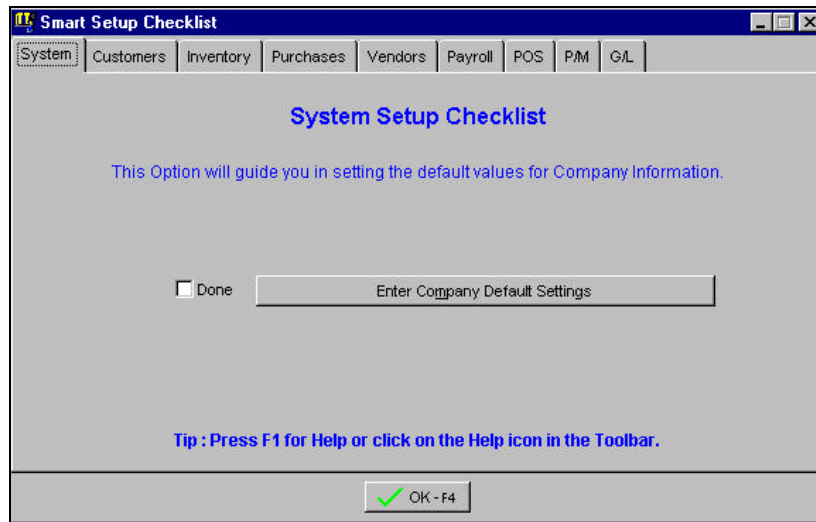 Smart Setup Checklist
System Customers Inventory Purchases Vendors Payroll POS P/M G/L
System Setup Checklist
This Option will guide you in setting the default values for Company Information.
Done Enter Company Default Settings
Tip : Press F1 for Help or click on the Help icon in the Toolbar.
OK - F4